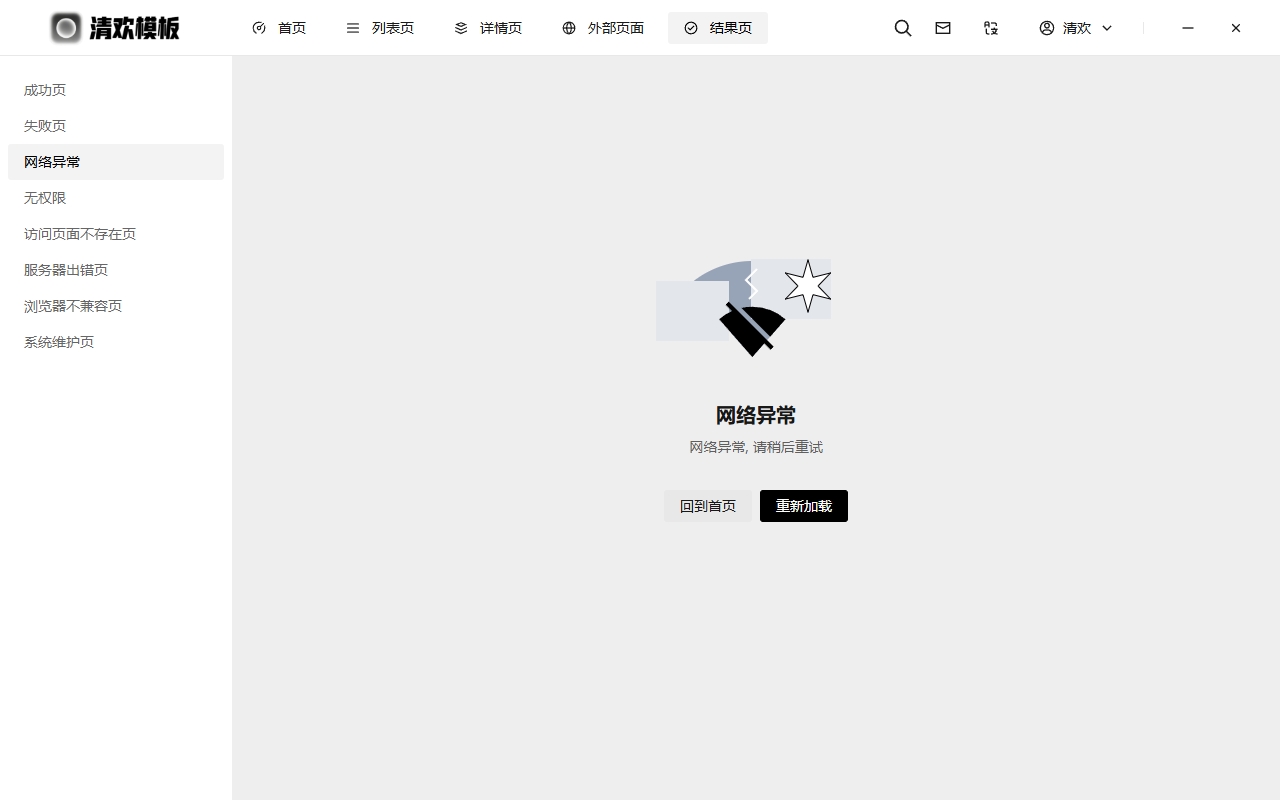 清欢模板
首页
列表页
详情页
外部页面
结果页
清欢
成功页
失败页
网络异常
无权限
访问页面不存在页
服务器出错页
浏览器不兼容页
系统维护页
网络异常
网络异常, 请稍后重试
回到首页
重新加载